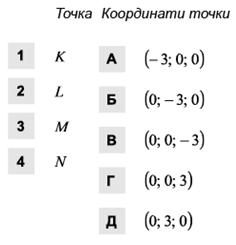 Точка Координати точки
1 K А (– 3; 0; 0)
2 L Б (0; – 3; 0)
3 M В (0; 0; – 3)
4 N Г (0; 0; 3)
Д (0; 3; 0)